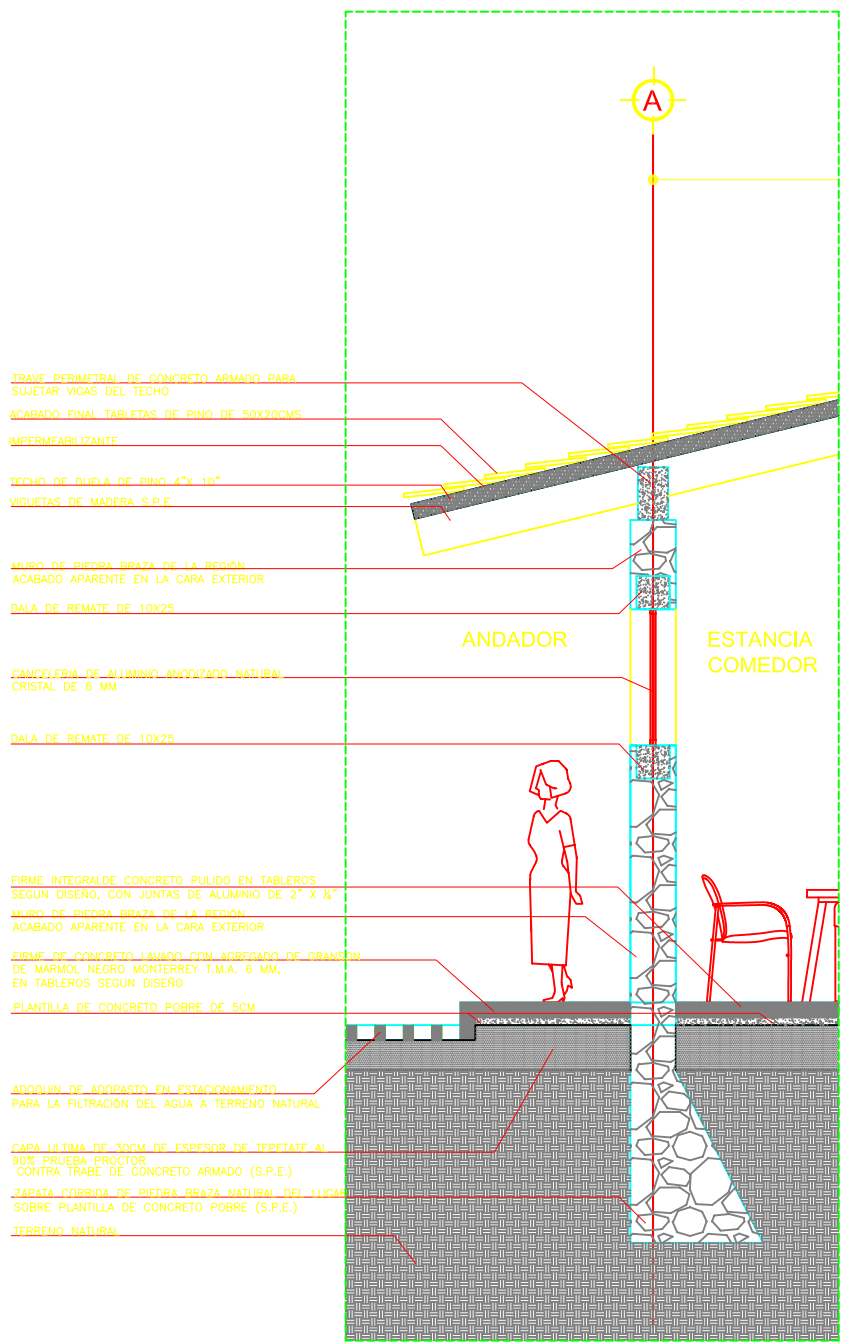 A
TRAVE PERIMETRAL DE CONCRETO ARMADO PARA
SUJETAR VIGAS DEL TECHO
ACABADO FINAL TABLETAS DE PINO DE 50X20CMS
IMPERMEABILIZANTE
TECHO DE DUELA DE PINO 4"X 10"
VIGUETAS DE MADERA S.P.E.
MURO DE PIEDRA BRAZA DE LA REGIÓN
ACABADO APARENTE EN LA CARA EXTERIOR
DALA DE REMATE DE 10X25
ANDADOR
ESTANCIA
COMEDOR
CANCELERIA DE ALUMINIO ANODIZADO NATURAL
CRISTAL DE 6 MM
DALA DE REMATE DE 10X25
FIRME INTEGRALDE CONCRETO PULIDO EN TABLEROS
SEGUN DISEÑO, CON JUNTAS DE ALUMINIO DE 2" X ¼"
MURO DE PIEDRA BRAZA DE LA REGIÓN
ACABADO APARENTE EN LA CARA EXTERIOR
FIRME DE CONCRETO LAVADO CON AGREGADO DE GRANSON
DE MARMOL NEGRO MONTERREY T.M.A. 6 MM,
EN TABLEROS SEGUN DISEÑO
PLANTILLA DE CONCRETO POBRE DE 5CM
ADOQUIN DE ADOPASTO EN ESTACIONAMIENTO
PARA LA FILTRACIÓN DEL AGUA A TERRENO NATURAL
CAPA ULTIMA DE 30CM DE ESPESOR DE TEPETATE AL
90% PRUEBA PROCTOR
CONTRA TRABE DE CONCRETO ARMADO (S.P.E.)
ZAPATA CORRIDA DE PIEDRA BRAZA NATURAL DEL LUGAR
SOBRE PLANTILLA DE CONCRETO POBRE (S.P.E.)
TERRENO NATURAL